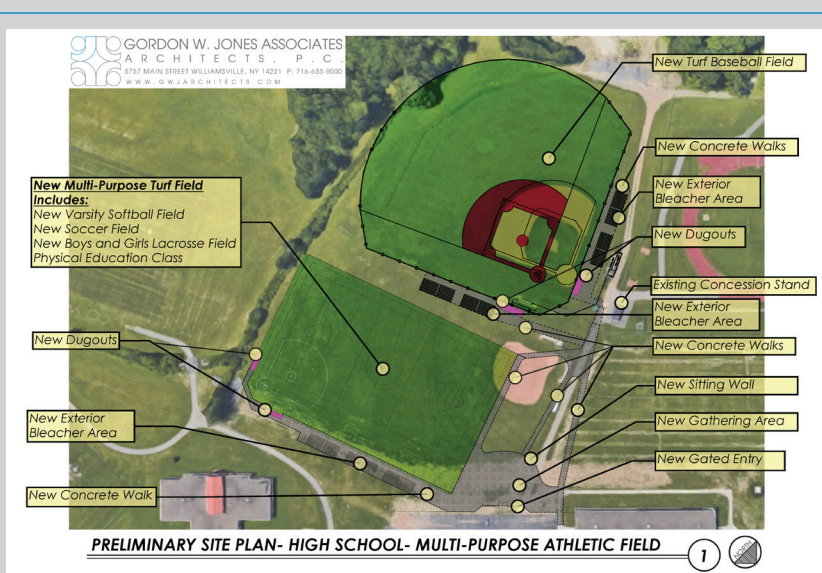 GORDON W. JONES ASSOCIATES
ARCHITECTS, P.C.
5757 MAIN STREET WILLIAMSVILLE, NY 14221 P: 716-633-9000
WWW.GWJARCHITECTS.COM
New Turf Baseball Field
New Concrete Walks
New Exterior
Bleacher Area
New Dugouts
Existing Concession Stand
New Exterior
Bleacher Area
New Concrete Walks
New Sitting Wall
New Gathering Area
New Gated Entry
New Multi-Purpose Turf Field
Includes:
New Varsity Softball Field
New Soccer Field
New Boys and Girls Lacrosse Field
Physical Education Class
New Dugouts
New Exterior
Bleacher Area
New Concrete Walk
PRELIMINARY SITE PLAN- HIGH SCHOOL- MULTI-PURPOSE ATHLETIC FIELD
1
NORTH